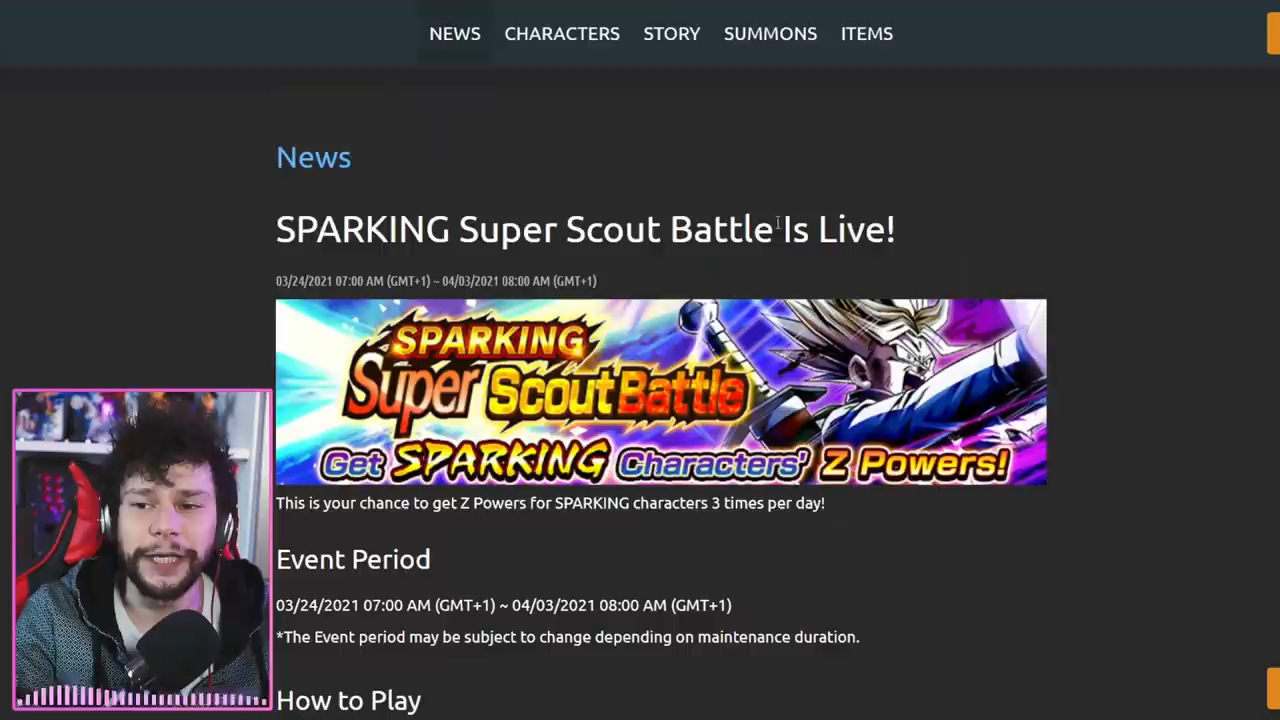 NEWS CHARACTERS STORY SUMMONS ITEMS
News
SPARKING Super Scout Battle Is Live!
03/24/2021 07:00 AM (GMT+1) ~ 04/03/2021 08:00 AM (GMT+1)
SPARKING
Super Scout Battle
Get SPARKING Characters' Z Powers!
This is your chance to get Z Powers for SPARKING characters 3 times per day!
Event Period
03/24/2021 07:00 AM (GMT+1) ~ 04/03/2021 08:00 AM (GMT+1)
*The Event period may be subject to change depending on maintenance duration.
How to Play